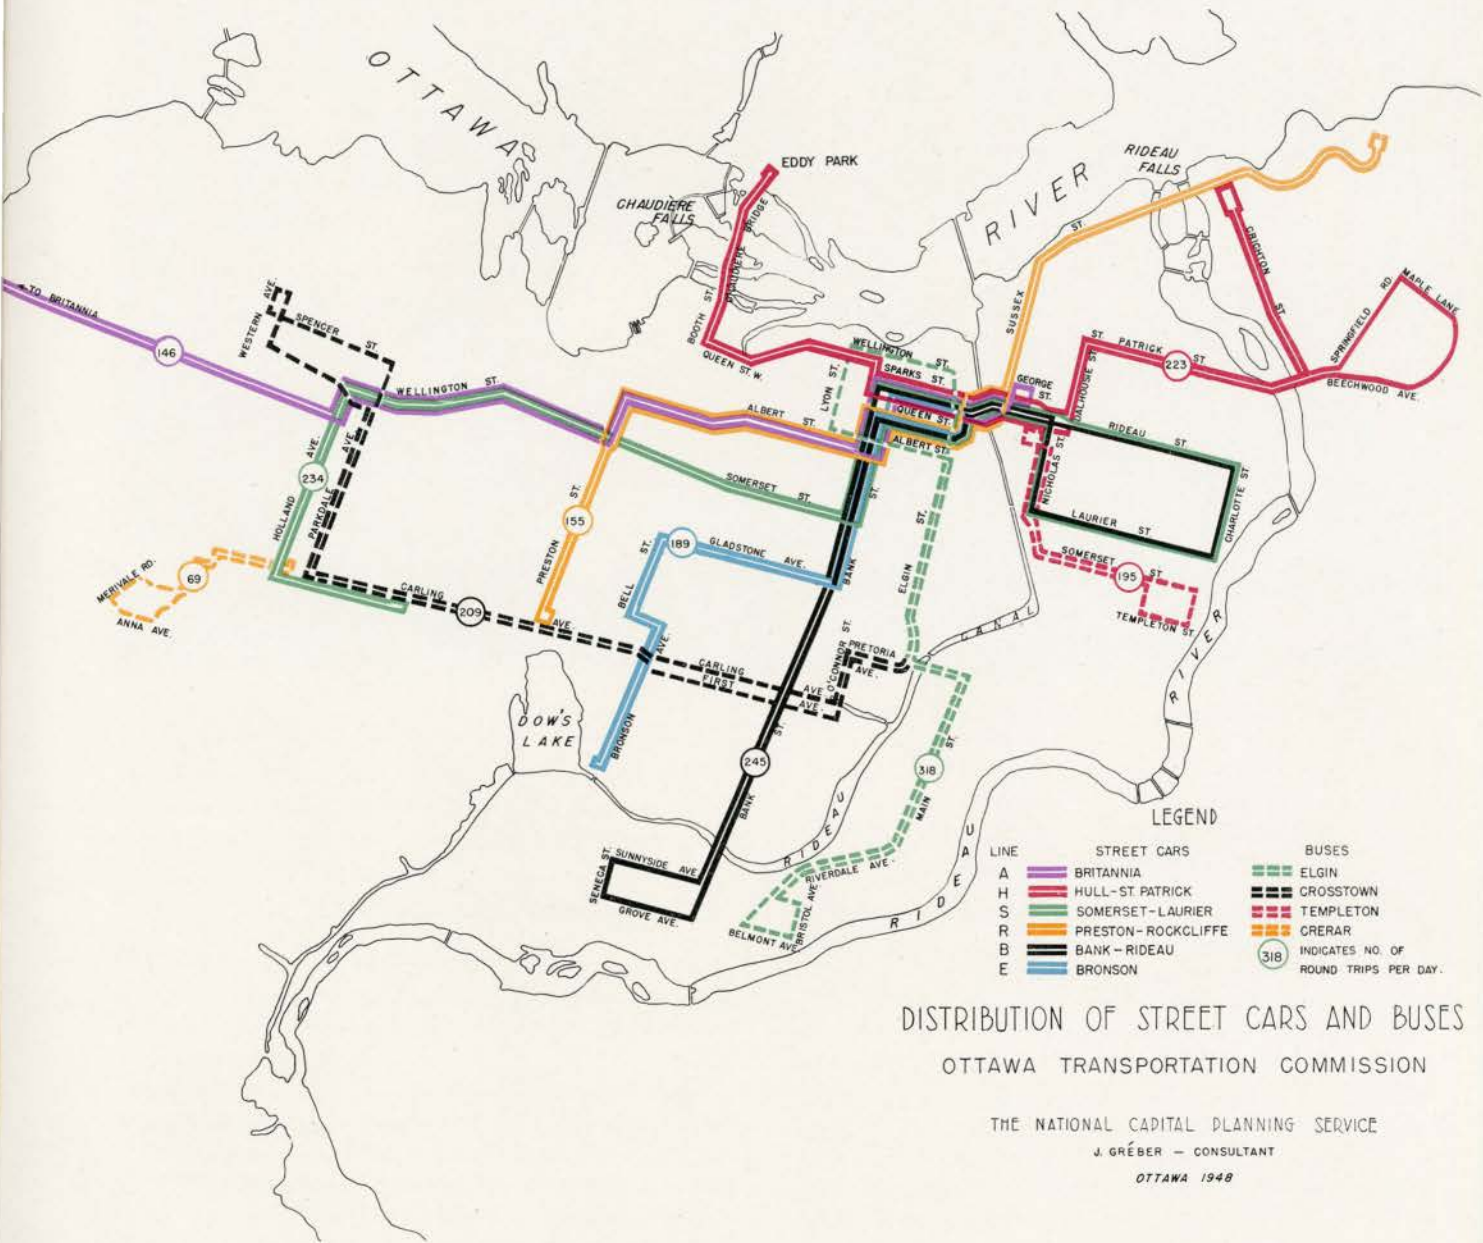 OTTAWA
RIVER
RIDEAU
FALLS
EDDY PARK
CHAUDIÈRE
FALLS
CHAUDIERE BRIDGE
BOOTH ST.
QUEEN ST. W.
SUSSEX ST.
CRICHTON ST.
SPRINGFIELD RD.
MAPLE LANE
BEECHWOOD AVE.
ST. PATRICK ST
223
DALHOUSIE ST.
GEORGE ST.
TO BRITANNIA
146
WESTERN AVE.
SPENCER ST
WELLINGTON ST.
LYON ST.
WELLINGTON ST.
SPARKS ST.
QUEEN ST.
ALBERT ST.
ALBERT ST.
RIDEAU ST.
NICHOLAS ST.
LAURIER ST
CHARLOTTE ST.
SOMERSET ST
195
TEMPLETON ST.
HOLLAND AVE.
234
PARKDALE AVE.
MERIVALE RD.
69
ANNA AVE.
PRESTON ST.
155
SOMERSET ST.
BELL ST.
189
GLADSTONE AVE.
BANK ST.
ELGIN ST.
CARLING AVE.
209
CARLING AVE
FIRST AVE.
O'CONNOR ST.
PRETORIA AVE.
CANAL
DOW'S
LAKE
BRONSON AVE.
245
BANK ST.
318
MAIN ST.
SENECA ST.
SUNNYSIDE AVE
GROVE AVE.
RIDEAU
RIVERDALE AVE.
BRISTOL AVE
BELMONT AVE
RIDEAU
RIVER
LEGEND
LINE STREET CARS BUSES
A BRITANNIA ELGIN
H HULL-ST. PATRICK CROSSTOWN
S SOMERSET-LAURIER TEMPLETON
R PRESTON-ROCKCLIFFE CRERAR
B BANK-RIDEAU 318 INDICATES NO. OF
E BRONSON ROUND TRIPS PER DAY.
DISTRIBUTION OF STREET CARS AND BUSES
OTTAWA TRANSPORTATION COMMISSION
THE NATIONAL CAPITAL PLANNING SERVICE
J. GRÉBER - CONSULTANT
OTTAWA 1948